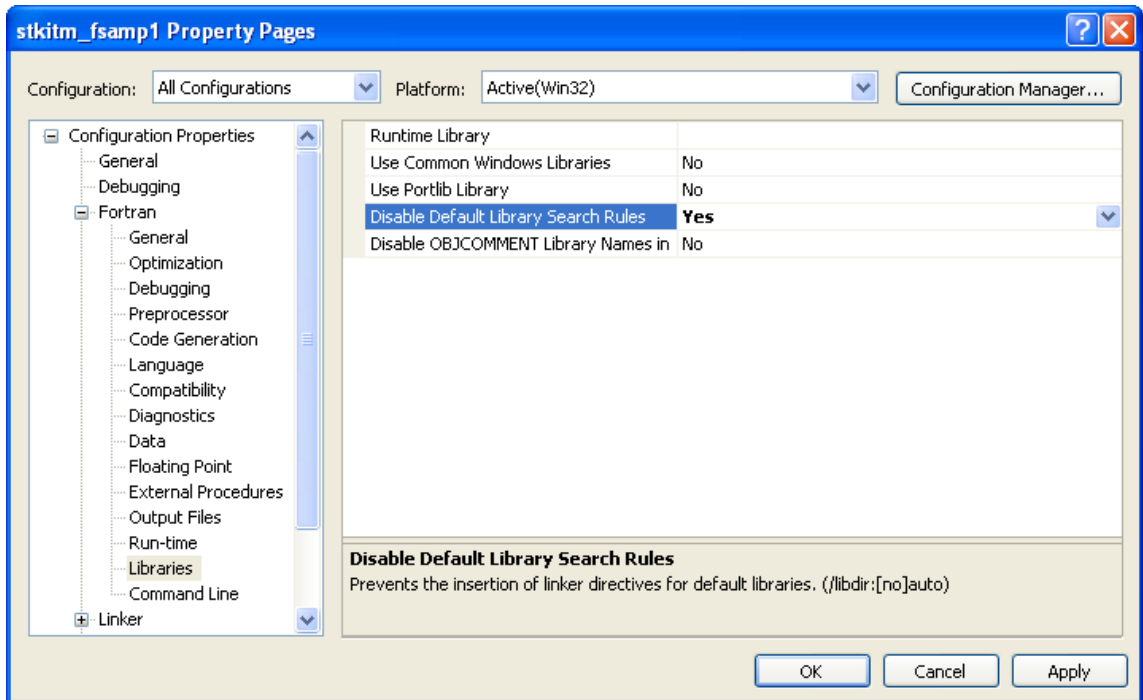 stkitm_fsamp1 Property Pages
Configuration: All Configurations Platform: Active(Win32) Configuration Manager...
Configuration Properties
General
Debugging
Fortran
General
Optimization
Debugging
Preprocessor
Code Generation
Language
Compatibility
Diagnostics
Data
Floating Point
External Procedures
Output Files
Run-time
Libraries
Command Line
Linker
Runtime Library
Use Common Windows Libraries No
Use Portlib Library No
Disable Default Library Search Rules Yes
Disable OBJCOMMENT Library Names in No
Disable Default Library Search Rules
Prevents the insertion of linker directives for default libraries. (/libdir:[no]auto)
OK Cancel Apply